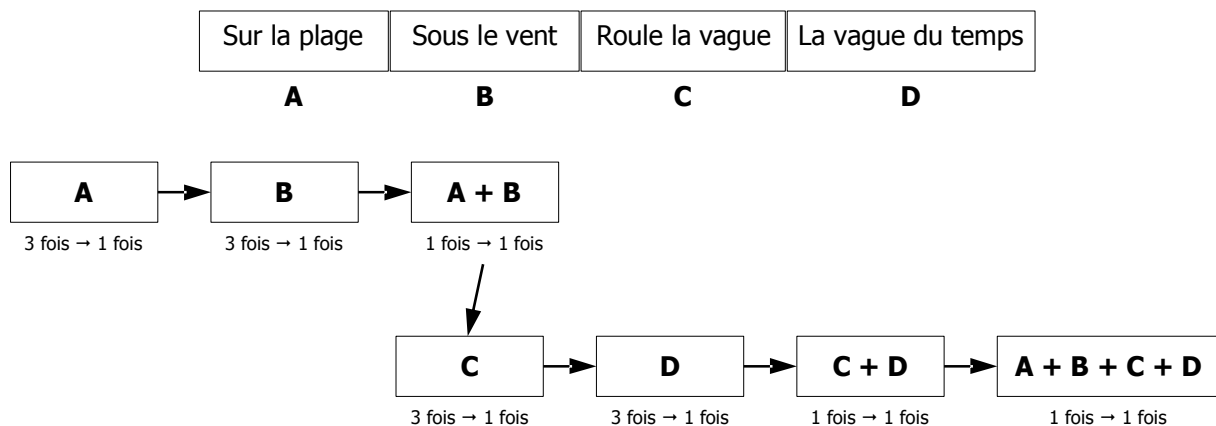 Sur la plage Sous le vent Roule la vague La vague du temps
A B C D
A B A + B
3 fois → 1 fois 3 fois → 1 fois 1 fois → 1 fois
C D C + D A + B + C + D
3 fois → 1 fois 3 fois → 1 fois 1 fois → 1 fois 1 fois → 1 fois